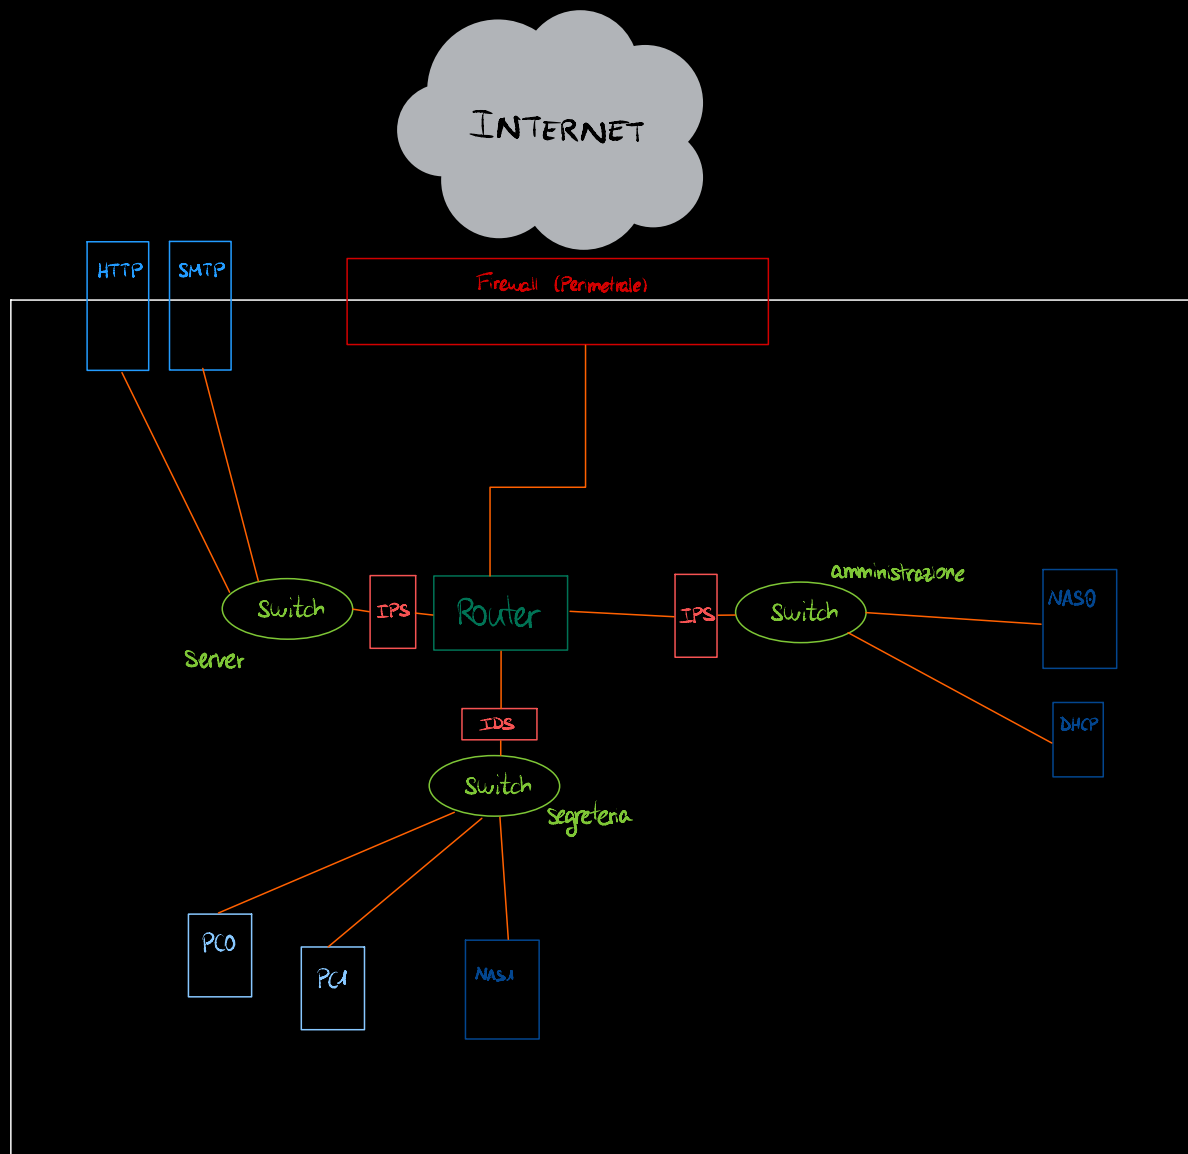 INTERNET
HTTP
SMTP
Firewall (Perimetrale)
Switch
IPS
Router
IPS
Switch
amministrazione
NAS0
Server
DHCP
IDS
Switch
Segreteria
PC0
PC1
NAS1